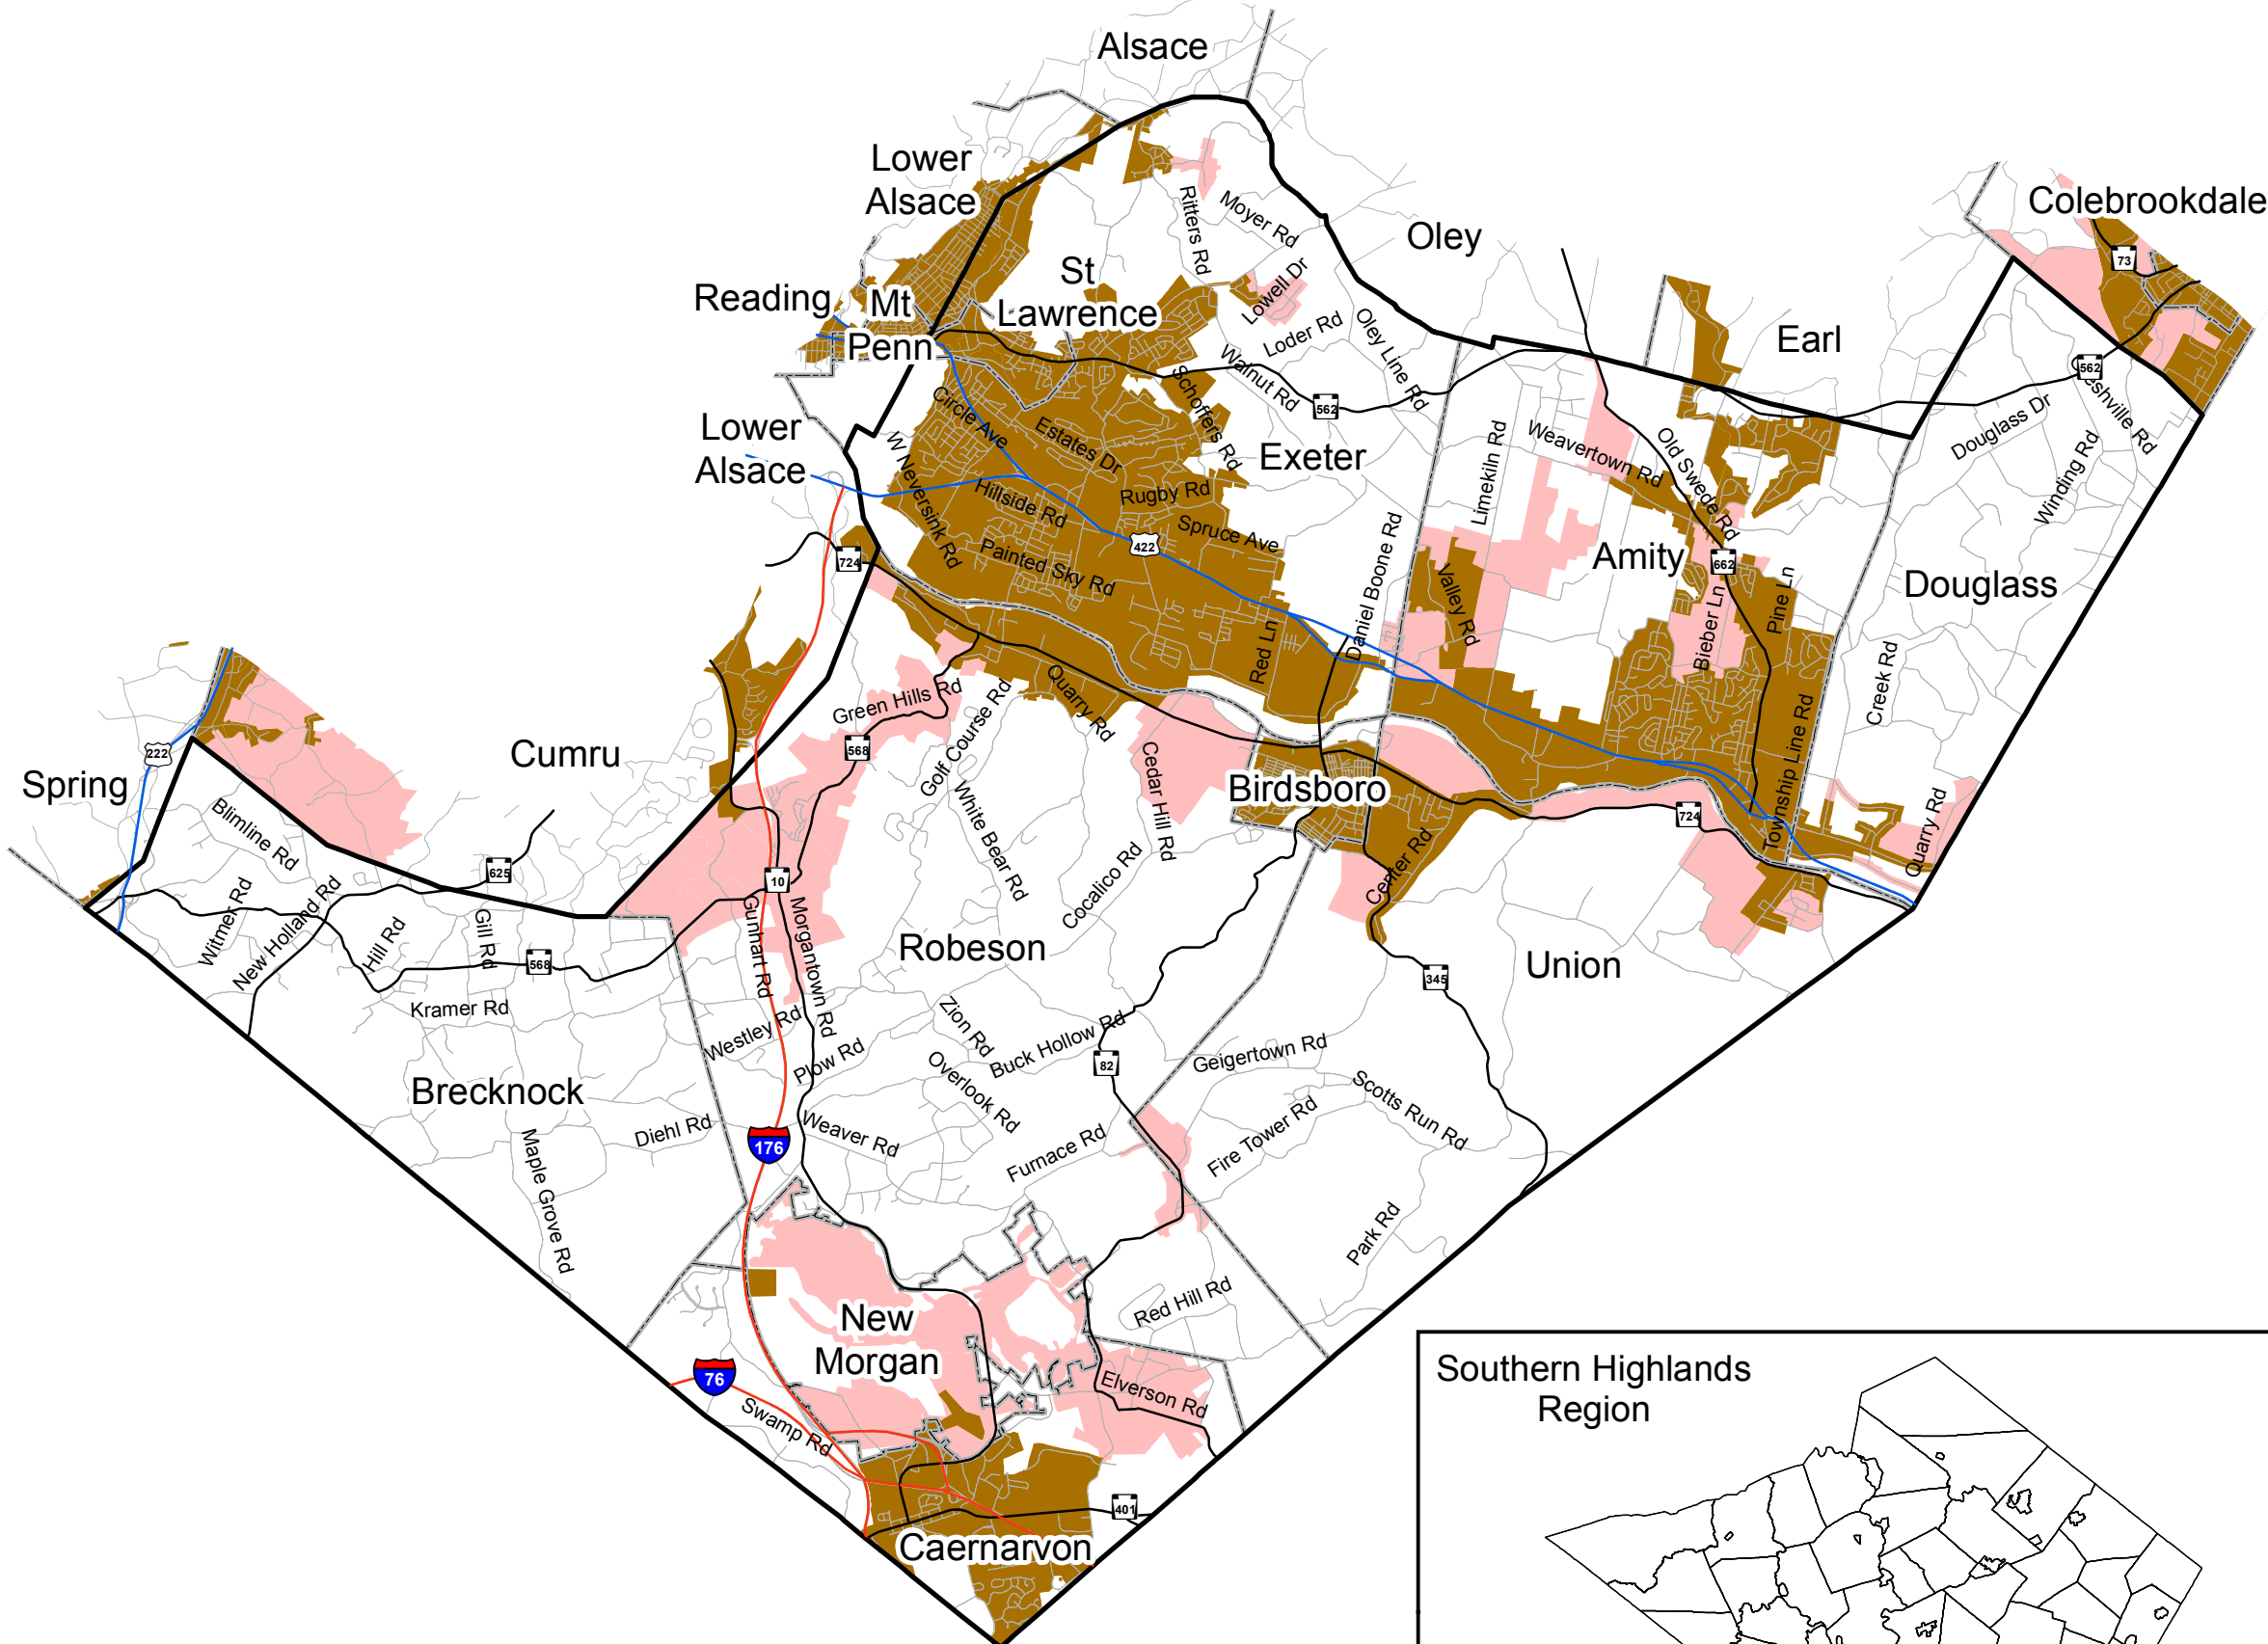 Alsace
Lower
Alsace
Colebrookdale
Ritters Rd
Moyer Rd
Oley
73
St
Lawrence
Lowell Dr
Reading
Mt
Penn
Loder Rd
Oley Line Rd
Earl
Walnut Rd
562
562
Schoffers Rd
Circle Ave
Estates Dr
Exeter
Lower
Alsace
W Neversink Rd
Hillside Rd
Rugby Rd
Spruce Ave
Limekiln Rd
Weavertown Rd
Old Swede Rd
Douglass Dr
Winding Rd
422
724
Painted Sky Rd
Daniel Boone Rd
Valley Rd
Amity
662
Bieber Ln
Pine Ln
Douglass
Red Ln
Creek Rd
Green Hills Rd
Golf Course Rd
Quarry Rd
568
Township Line Rd
222
Spring
Cumru
Cedar Hill Rd
Birdsboro
724
Quarry Rd
Blimline Rd
White Bear Rd
Cocalico Rd
Center Rd
625
10
Witmer Rd
New Holland Rd
Hill Rd
Gill Rd
568
Gunhart Rd
Morgantown Rd
Robeson
Union
345
Kramer Rd
Westley Rd
Plow Rd
Zion Rd
Buck Hollow Rd
82
Geigertown Rd
Brecknock
Overlook Rd
Scotts Run Rd
Fire Tower Rd
Diehl Rd
176
Weaver Rd
Furnace Rd
Maple Grove Rd
Park Rd
New
Morgan
Red Hill Rd
76
Swamp Rd
Elverson Rd
401
Caernarvon
Southern Highlands
Region